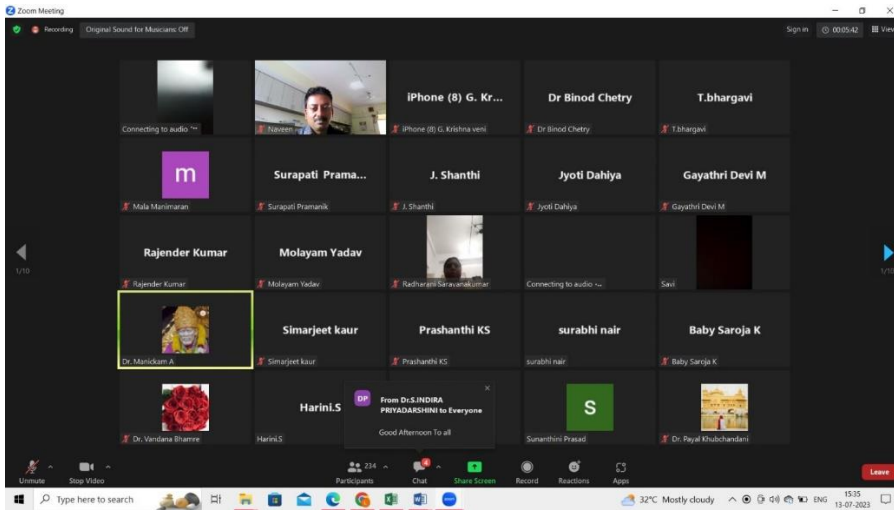 Zoom Meeting
Recording Original Sound for Musicians Off Sign in 00:05:42 View
iPhone (8) G. Kr... Dr Binod Chetry T.bhargavi
Connecting to audio Naveen iPhone (8) G. Krishna veni Dr Binod Chetry T.bhargavi
m Surapati Prama... J. Shanthi Jyoti Dahiya Gayathri Devi M
Mala Manimaran Surapati Pramanik J. Shanthi Jyoti Dahiya Gayathri Devi M
Rajender Kumar Molayam Yadav
1/10 1/10
Rajender Kumar Molayam Yadav Radharani Saravanakumar Connecting to audio Savi
Simarjeet kaur Prashanthi KS surabhi nair Baby Saroja K
Dr. Manickam A Simarjeet kaur Prashanthi KS surabhi nair Baby Saroja K
DP From Dr.S.INDIRA
PRIYADARSHINI to Everyone
Good Afternoon To all
Harini.S S
Dr. Vandana Bhamre Harini.S Sunanthini Prasad Dr. Payal Khubchandani
234 4
Unmute Stop Video Participants Chat Share Screen Record Reactions Apps Leave
Type here to search 32°C Mostly cloudy ENG 15:35
13-07-2023